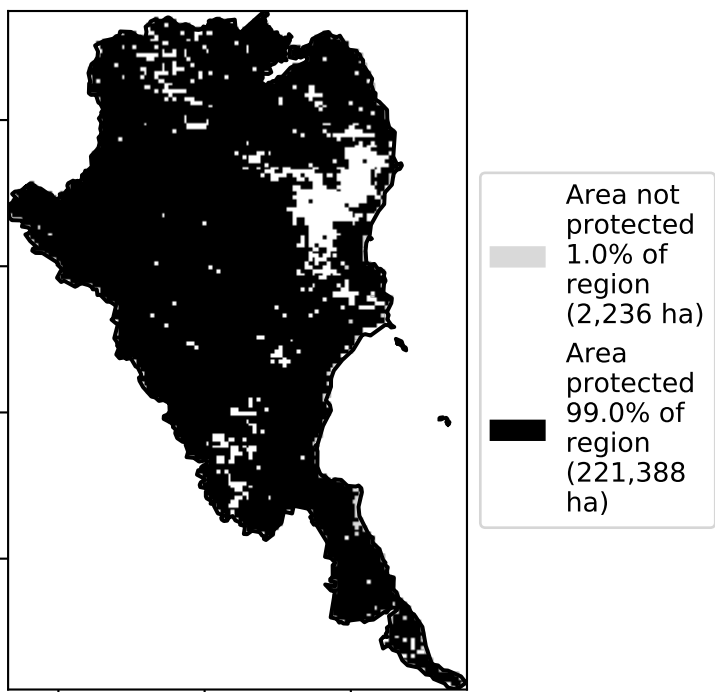 Area not
protected
1.0% of
region
(2,236 ha)
Area
protected
99.0% of
region
(221,388
ha)